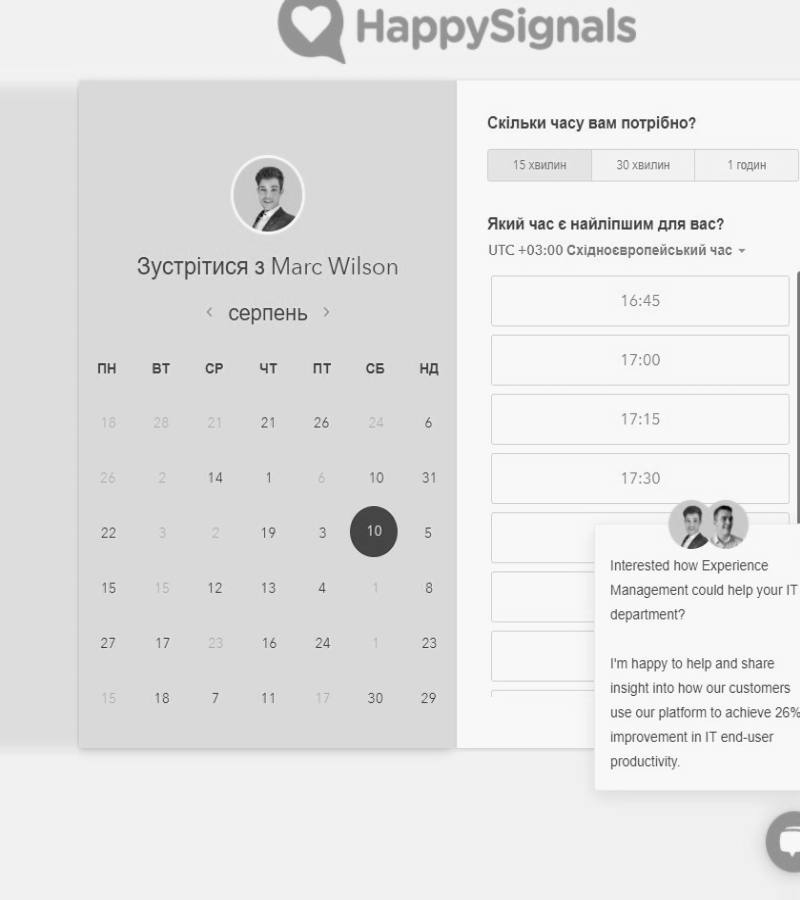 HappySignals
Зустрітися з Marc Wilson
‹ серпень ›
ПН ВТ СР ЧТ ПТ СБ НД
18 28 21 21 26 24 6
26 2 14 1 6 10 31
22 3 2 19 3 10 5
15 15 12 13 4 1 8
27 17 23 16 24 1 23
15 18 7 11 17 30 29
Скільки часу вам потрібно?
15 хвилин 30 хвилин 1 годин
Який час є найліпшим для вас?
UTC +03:00 Східноєвропейський час
16:45
17:00
17:15
17:30
Interested how Experience
Management could help your IT
department?
I'm happy to help and share
insight into how our customers
use our platform to achieve 26%
improvement in IT end-user
productivity.